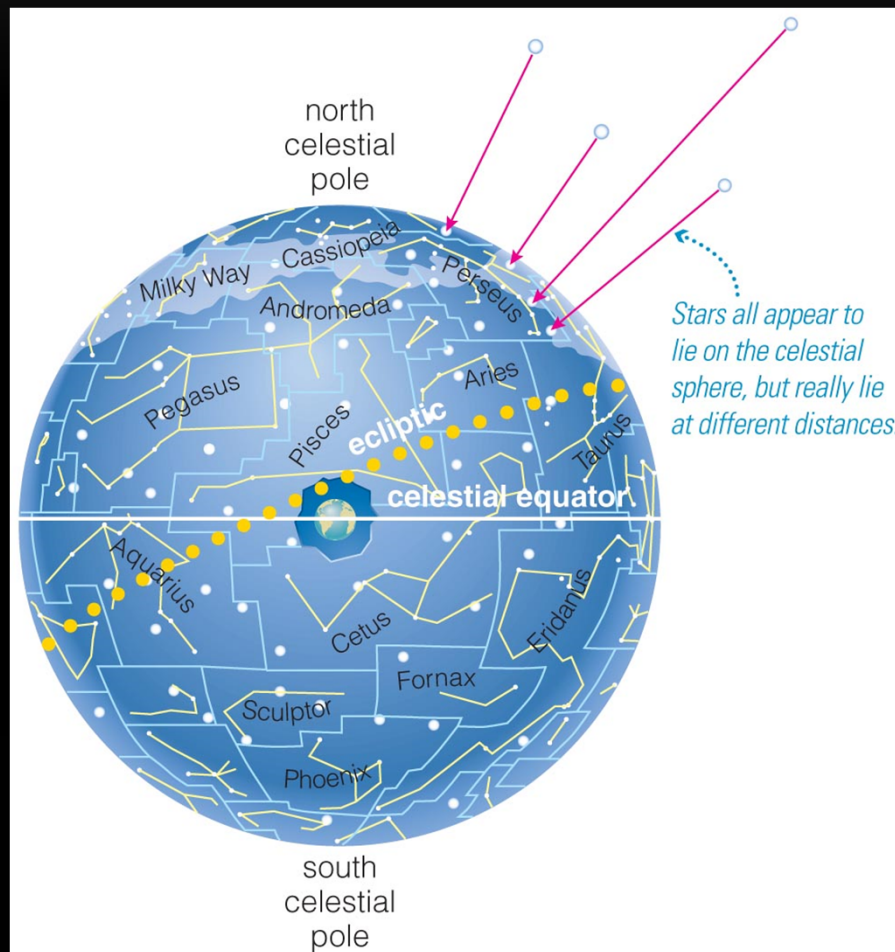 north
celestial
pole
Cassiopeia
Milky Way
Perseus
Andromeda
Stars all appear to
lie on the celestial
sphere, but really lie
at different distances
Aries
Pegasus
Pisces
ecliptic
Taurus
celestial equator
Aquarius
Eridanus
Cetus
Fornax
Sculptor
Phoenix
south
celestial
pole